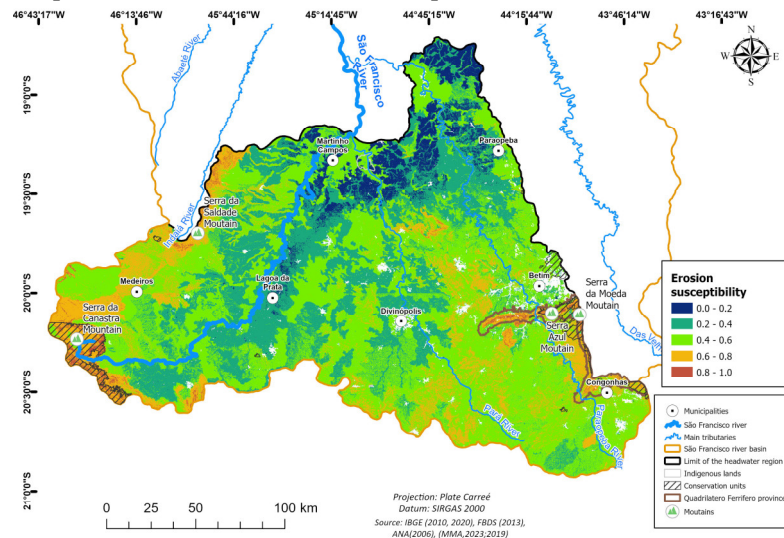 46°43'17"W 46°13'46"W 45°44'16"W 45°14'45"W 44°45'15"W 44°15'44"W 43°46'14"W 43°16'43"W
N
W E
S
Abaeté River
São Francisco
River
19°0'0"S
Martinho
Campos
Paraopeba
19°30'0"S
Serra da
Saldade
Moutain
Indaiá River
Medeiros
Lagoa da
Prata
Betim
Serra
da Moeda
Moutain
20°0'0"S
Serra da
Canastra
Mountain
Divinópolis
Serra
Azul
Moutain
Das Velh
Congonhas
20°30'0"S
Pará River
Paraopeba River
21°0'0"S
Erosion
susceptibility
0.0 - 0.2
0.2 - 0.4
0.4 - 0.6
0.6 - 0.8
0.8 - 1.0
Municipalities
São Francisco river
Main tributaries
São Francisco river basin
Limit of the headwater region
Indigenous lands
Conservation units
Quadrilatero Ferrifero province
Moutains
0 25 50 100 km
Projection: Plate Carreé
Datum: SIRGAS 2000
Source: IBGE (2010, 2020), FBDS (2013),
ANA(2006), (MMA,2023;2019)